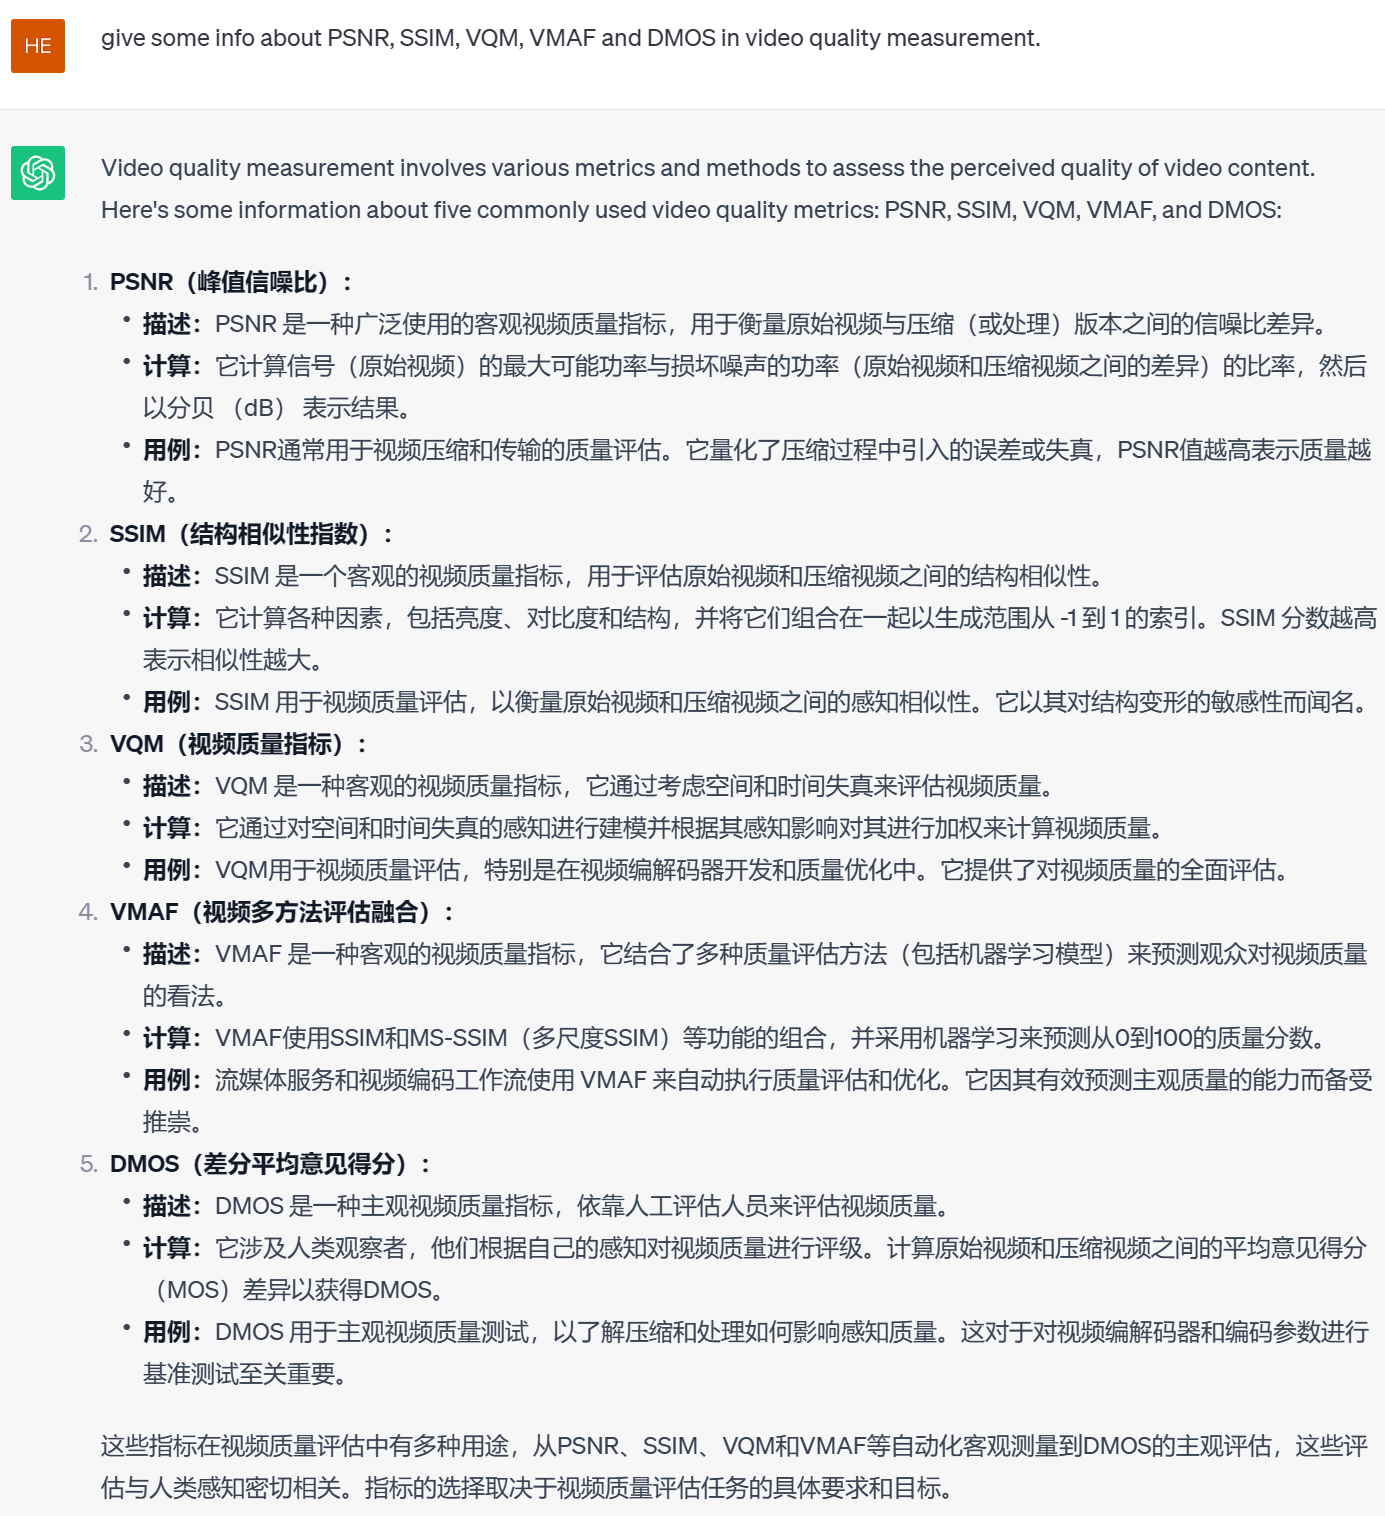 HE
give some info about PSNR, SSIM, VQM, VMAF and DMOS in video quality measurement.
Video quality measurement involves various metrics and methods to assess the perceived quality of video content.
Here's some information about five commonly used video quality metrics: PSNR, SSIM, VQM, VMAF, and DMOS:
1. PSNR（峰值信噪比）：
• 描述：PSNR 是一种广泛使用的客观视频质量指标，用于衡量原始视频与压缩（或处理）版本之间的信噪比差异。
• 计算：它计算信号（原始视频）的最大可能功率与损坏噪声的功率（原始视频和压缩视频之间的差异）的比率，然后
以分贝 （dB） 表示结果。
• 用例：PSNR通常用于视频压缩和传输的质量评估。它量化了压缩过程中引入的误差或失真，PSNR值越高表示质量越
好。
2. SSIM（结构相似性指数）：
• 描述：SSIM 是一个客观的视频质量指标，用于评估原始视频和压缩视频之间的结构相似性。
• 计算：它计算各种因素，包括亮度、对比度和结构，并将它们组合在一起以生成范围从 -1 到 1 的索引。SSIM 分数越高
表示相似性越大。
• 用例：SSIM 用于视频质量评估，以衡量原始视频和压缩视频之间的感知相似性。它以其对结构变形的敏感性而闻名。
3. VQM（视频质量指标）：
• 描述：VQM 是一种客观的视频质量指标，它通过考虑空间和时间失真来评估视频质量。
• 计算：它通过对空间和时间失真的感知进行建模并根据其感知影响对其进行加权来计算视频质量。
• 用例：VQM用于视频质量评估，特别是在视频编解码器开发和质量优化中。它提供了对视频质量的全面评估。
4. VMAF（视频多方法评估融合）：
• 描述：VMAF 是一种客观的视频质量指标，它结合了多种质量评估方法（包括机器学习模型）来预测观众对视频质量
的看法。
• 计算：VMAF使用SSIM和MS-SSIM（多尺度SSIM）等功能的组合，并采用机器学习来预测从0到100的质量分数。
• 用例：流媒体服务和视频编码工作流使用 VMAF 来自动执行质量评估和优化。它因其有效预测主观质量的能力而备受
推崇。
5. DMOS（差分平均意见得分）：
• 描述：DMOS 是一种主观视频质量指标，依靠人工评估人员来评估视频质量。
• 计算：它涉及人类观察者，他们根据自己的感知对视频质量进行评级。计算原始视频和压缩视频之间的平均意见得分
（MOS）差异以获得DMOS。
• 用例：DMOS 用于主观视频质量测试，以了解压缩和处理如何影响感知质量。这对于对视频编解码器和编码参数进行
基准测试至关重要。
这些指标在视频质量评估中有多种用途，从PSNR、SSIM、VQM和VMAF等自动化客观测量到DMOS的主观评估，这些评
估与人类感知密切相关。指标的选择取决于视频质量评估任务的具体要求和目标。